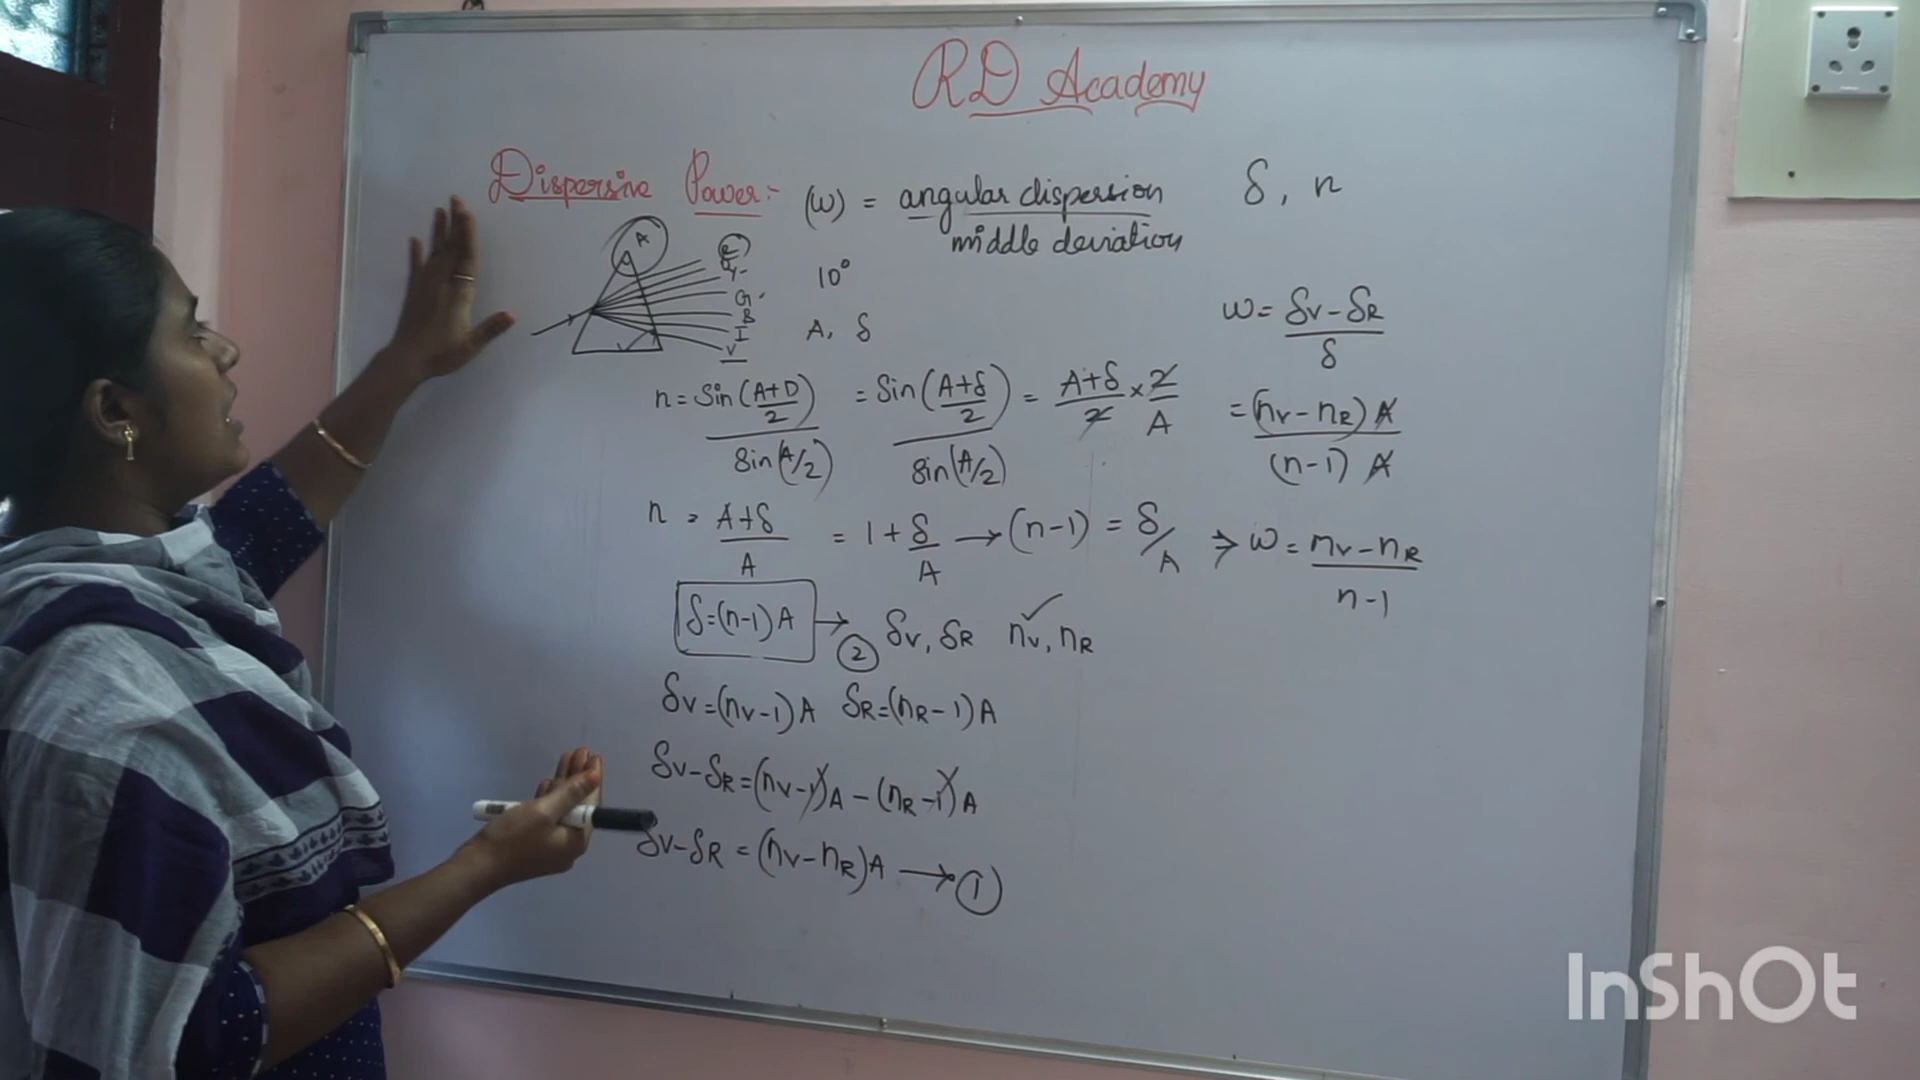 RD Academy
Dispersive Power:- (ω) = angular dispersion / middle deviation δ, n
A
R
Y
G
B
I
V
10°
A, δ
ω = δV - δR / δ
n = Sin(A+D/2) / Sin(A/2) = Sin(A+δ/2) / Sin(A/2) = A+δ/2 × 2/A
= (nV - nR) A / (n-1) A
n = A+δ / A = 1 + δ/A → (n-1) = δ/A ⇒ ω = nV - nR / n-1
δ=(n-1)A → ② δV, δR nV, nR ✓
δV=(nV-1)A δR=(nR-1)A
δV-δR=(nV-1)A-(nR-1)A
δV-δR=(nV-nR)A → ①
InShOt